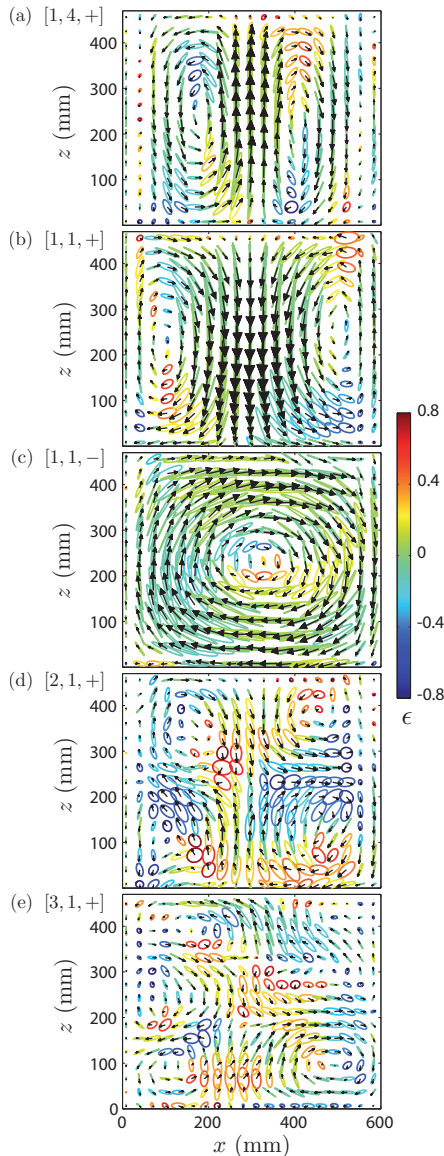 (a) [1, 4, +]
400
300
200
100
z (mm)
(b) [1, 1, +]
400
300
200
100
z (mm)
(c) [1, 1, −]
400
300
200
100
z (mm)
0.8
0.4
0
-0.4
-0.8
ϵ
(d) [2, 1, +]
400
300
200
100
z (mm)
(e) [3, 1, +]
400
300
200
100
0
z (mm)
0 200 400 600
x (mm)